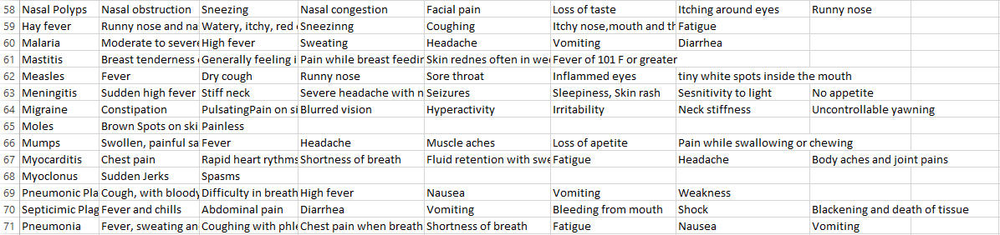 58 Nasal Polyps Nasal obstruction Sneezing Nasal congestion Facial pain Loss of taste Itching around eyes Runny nose
59 Hay fever Runny nose and na Watery, itchy, red Sneezinng Coughing Itchy nose,mouth and th Fatigue
60 Malaria Moderate to severe High fever Sweating Headache Vomiting Diarrhea
61 Mastitis Breast tenderness Generally feeling i Pain while breast feedin Skin rednes often in we Fever of 101 F or greater
62 Measles Fever Dry cough Runny nose Sore throat Inflammed eyes tiny white spots inside the mouth
63 Meningitis Sudden high fever Stiff neck Severe headache with n Seizures Sleepiness, Skin rash Sesnitivity to light No appetite
64 Migraine Constipation PulsatingPain on si Blurred vision Hyperactivity Irritability Neck stiffness Uncontrollable yawning
65 Moles Brown Spots on ski Painless
66 Mumps Swollen, painful sa Fever Headache Muscle aches Loss of apetite Pain while swallowing or chewing
67 Myocarditis Chest pain Rapid heart rythms Shortness of breath Fluid retention with swe Fatigue Headache Body aches and joint pains
68 Myoclonus Sudden Jerks Spasms
69 Pneumonic Pla Cough, with bloody Difficulty in breath High fever Nausea Vomiting Weakness
70 Septicimic Plag Fever and chills Abdominal pain Diarrhea Vomiting Bleeding from mouth Shock Blackening and death of tissue
71 Pneumonia Fever, sweating an Coughing with phle Chest pain when breath Shortness of breath Fatigue Nausea Vomiting